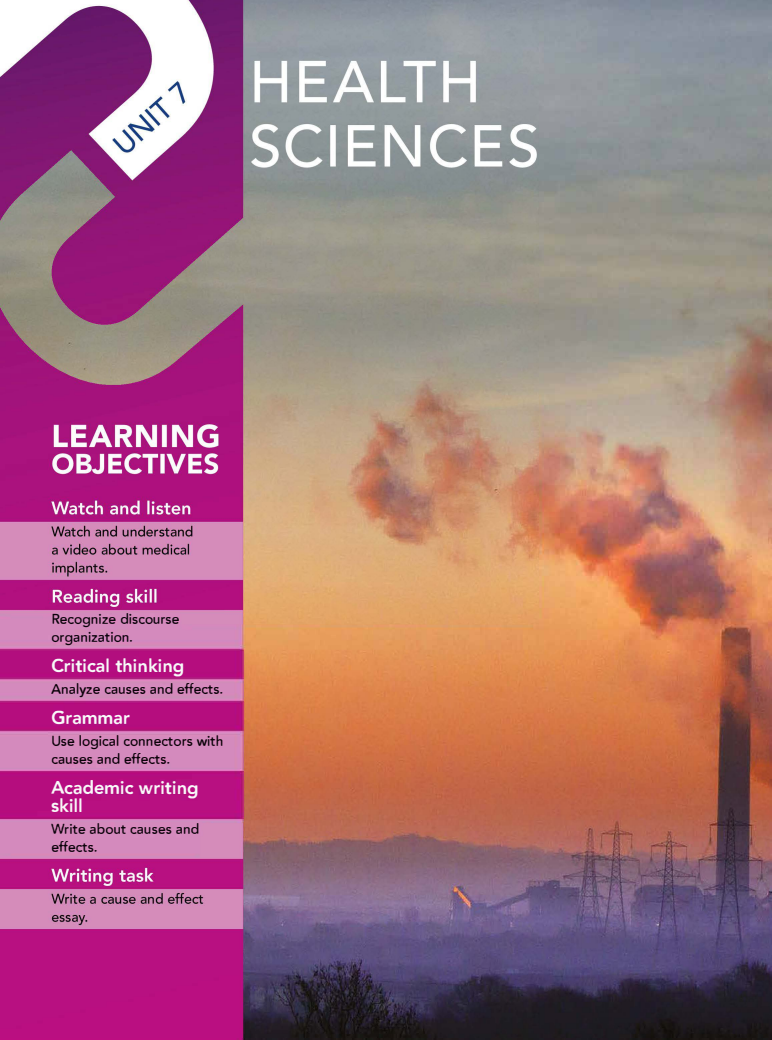 UNIT 7
HEALTH
SCIENCES
LEARNING
OBJECTIVES
Watch and listen
Watch and understand
a video about medical
implants.
Reading skill
Recognize discourse
organization.
Critical thinking
Analyze causes and effects.
Grammar
Use logical connectors with
causes and effects.
Academic writing
skill
Write about causes and
effects.
Writing task
Write a cause and effect
essay.